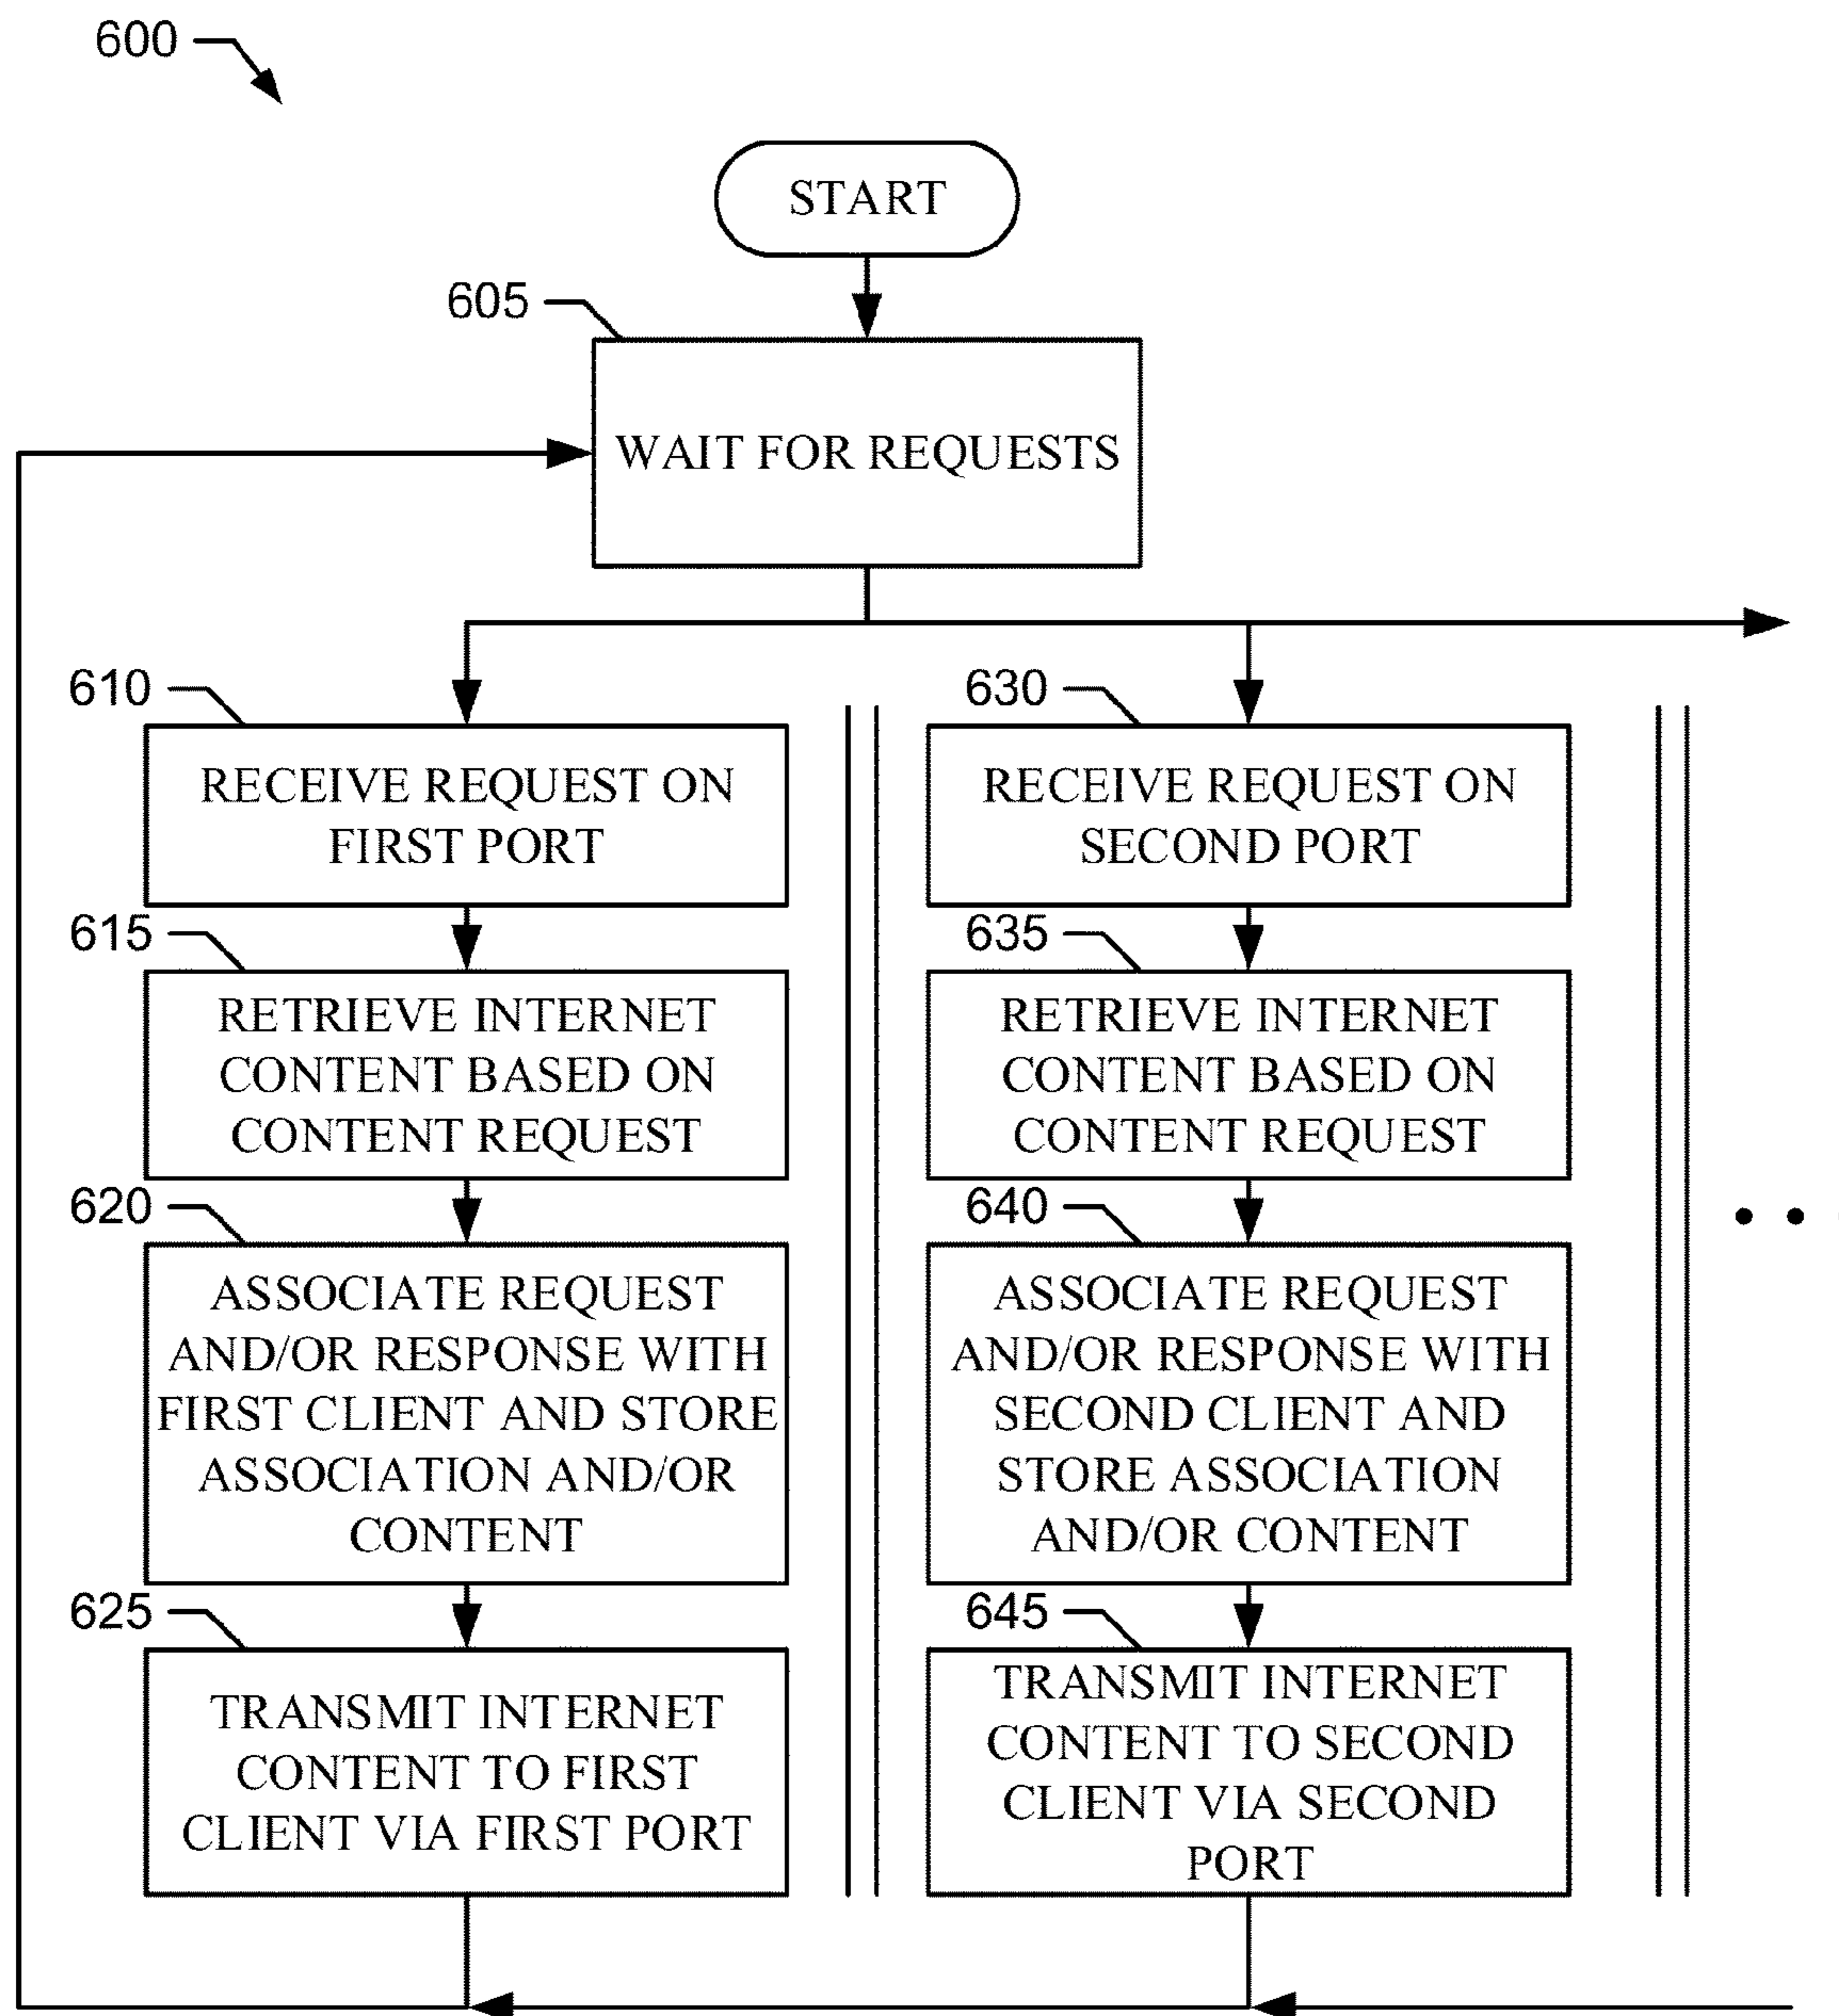 600
START
605
WAIT FOR REQUESTS
610
RECEIVE REQUEST ON
FIRST PORT
615
RETRIEVE INTERNET
CONTENT BASED ON
CONTENT REQUEST
620
ASSOCIATE REQUEST
AND/OR RESPONSE WITH
FIRST CLIENT AND STORE
ASSOCIATION AND/OR
CONTENT
625
TRANSMIT INTERNET
CONTENT TO FIRST
CLIENT VIA FIRST PORT
630
RECEIVE REQUEST ON
SECOND PORT
635
RETRIEVE INTERNET
CONTENT BASED ON
CONTENT REQUEST
640
ASSOCIATE REQUEST
AND/OR RESPONSE WITH
SECOND CLIENT AND
STORE ASSOCIATION
AND/OR CONTENT
645
TRANSMIT INTERNET
CONTENT TO SECOND
CLIENT VIA SECOND
PORT